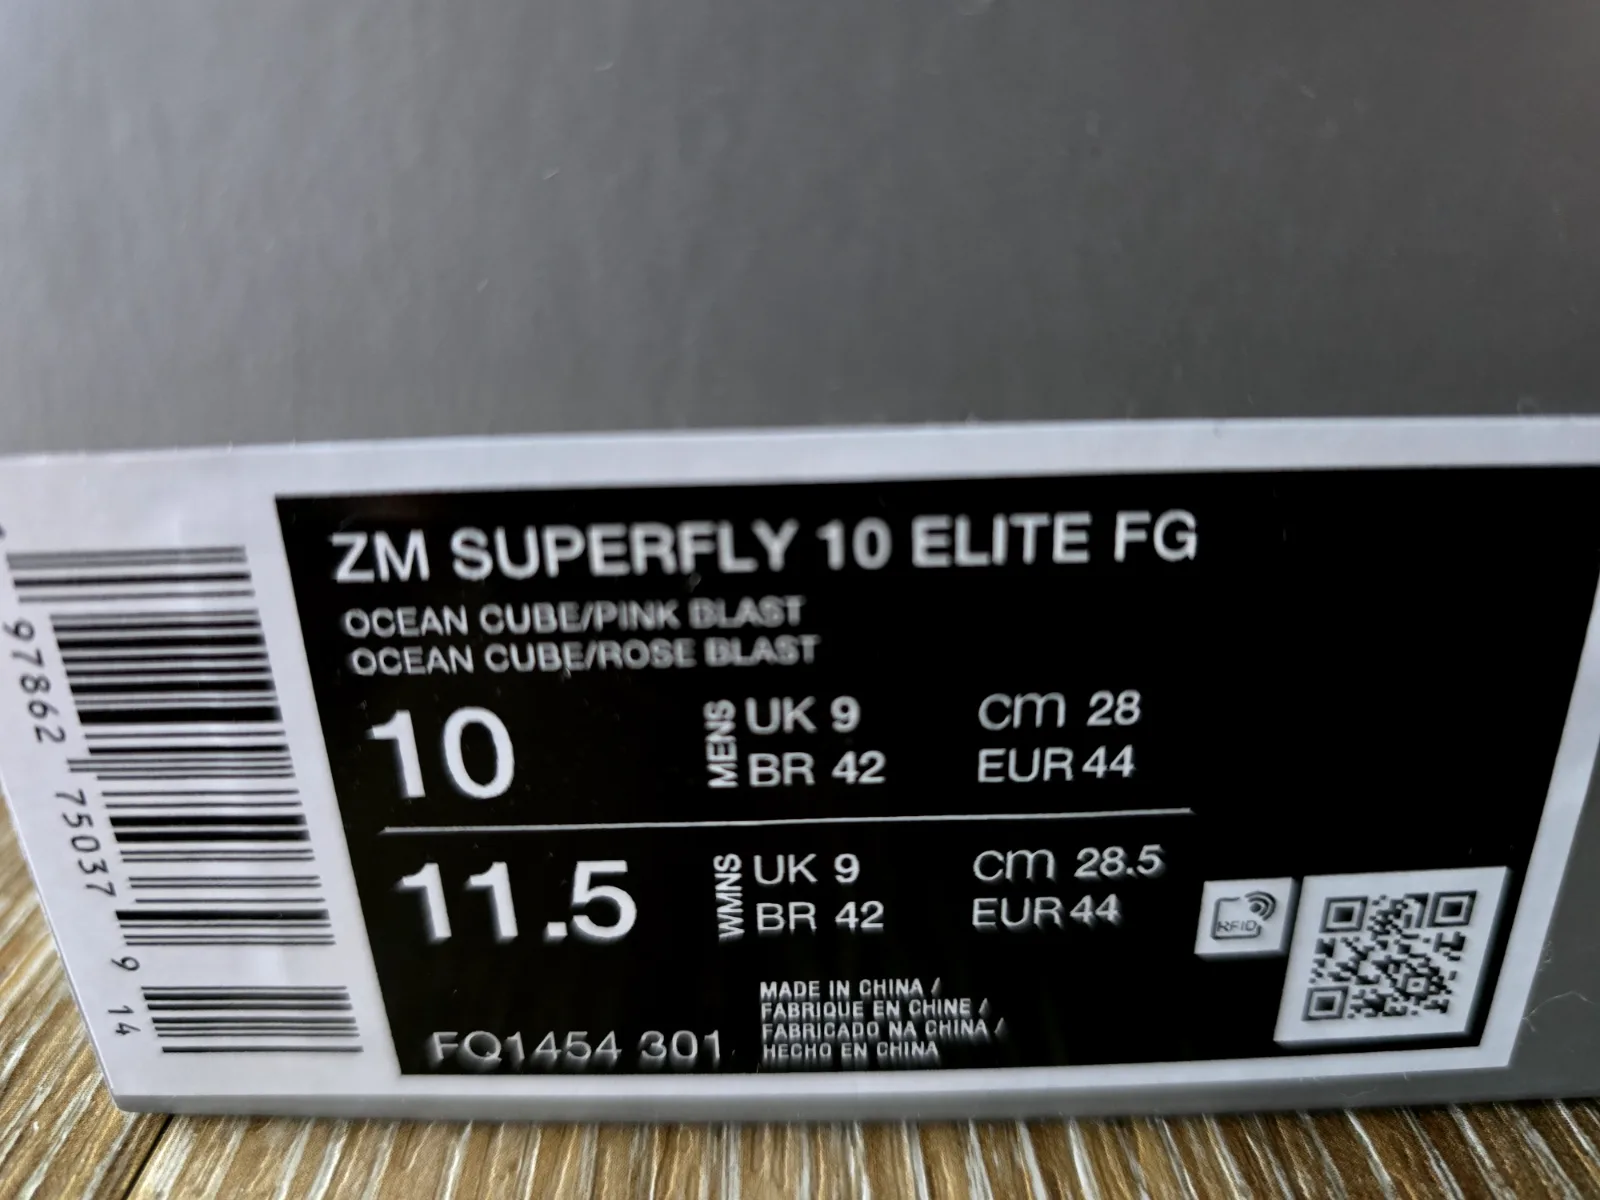 ZM SUPERFLY 10 ELITE FG
OCEAN CUBE/PINK BLAST
OCEAN CUBE/ROSE BLAST
10 MENS UK 9 CM 28
BR 42 EUR 44
11.5 WMNS UK 9 CM 28.5
BR 42 EUR 44
RFID
MADE IN CHINA /
FABRIQUE EN CHINE /
FABRICADO NA CHINA /
HECHO EN CHINA
FQ1454 301
97862 75037 9 14